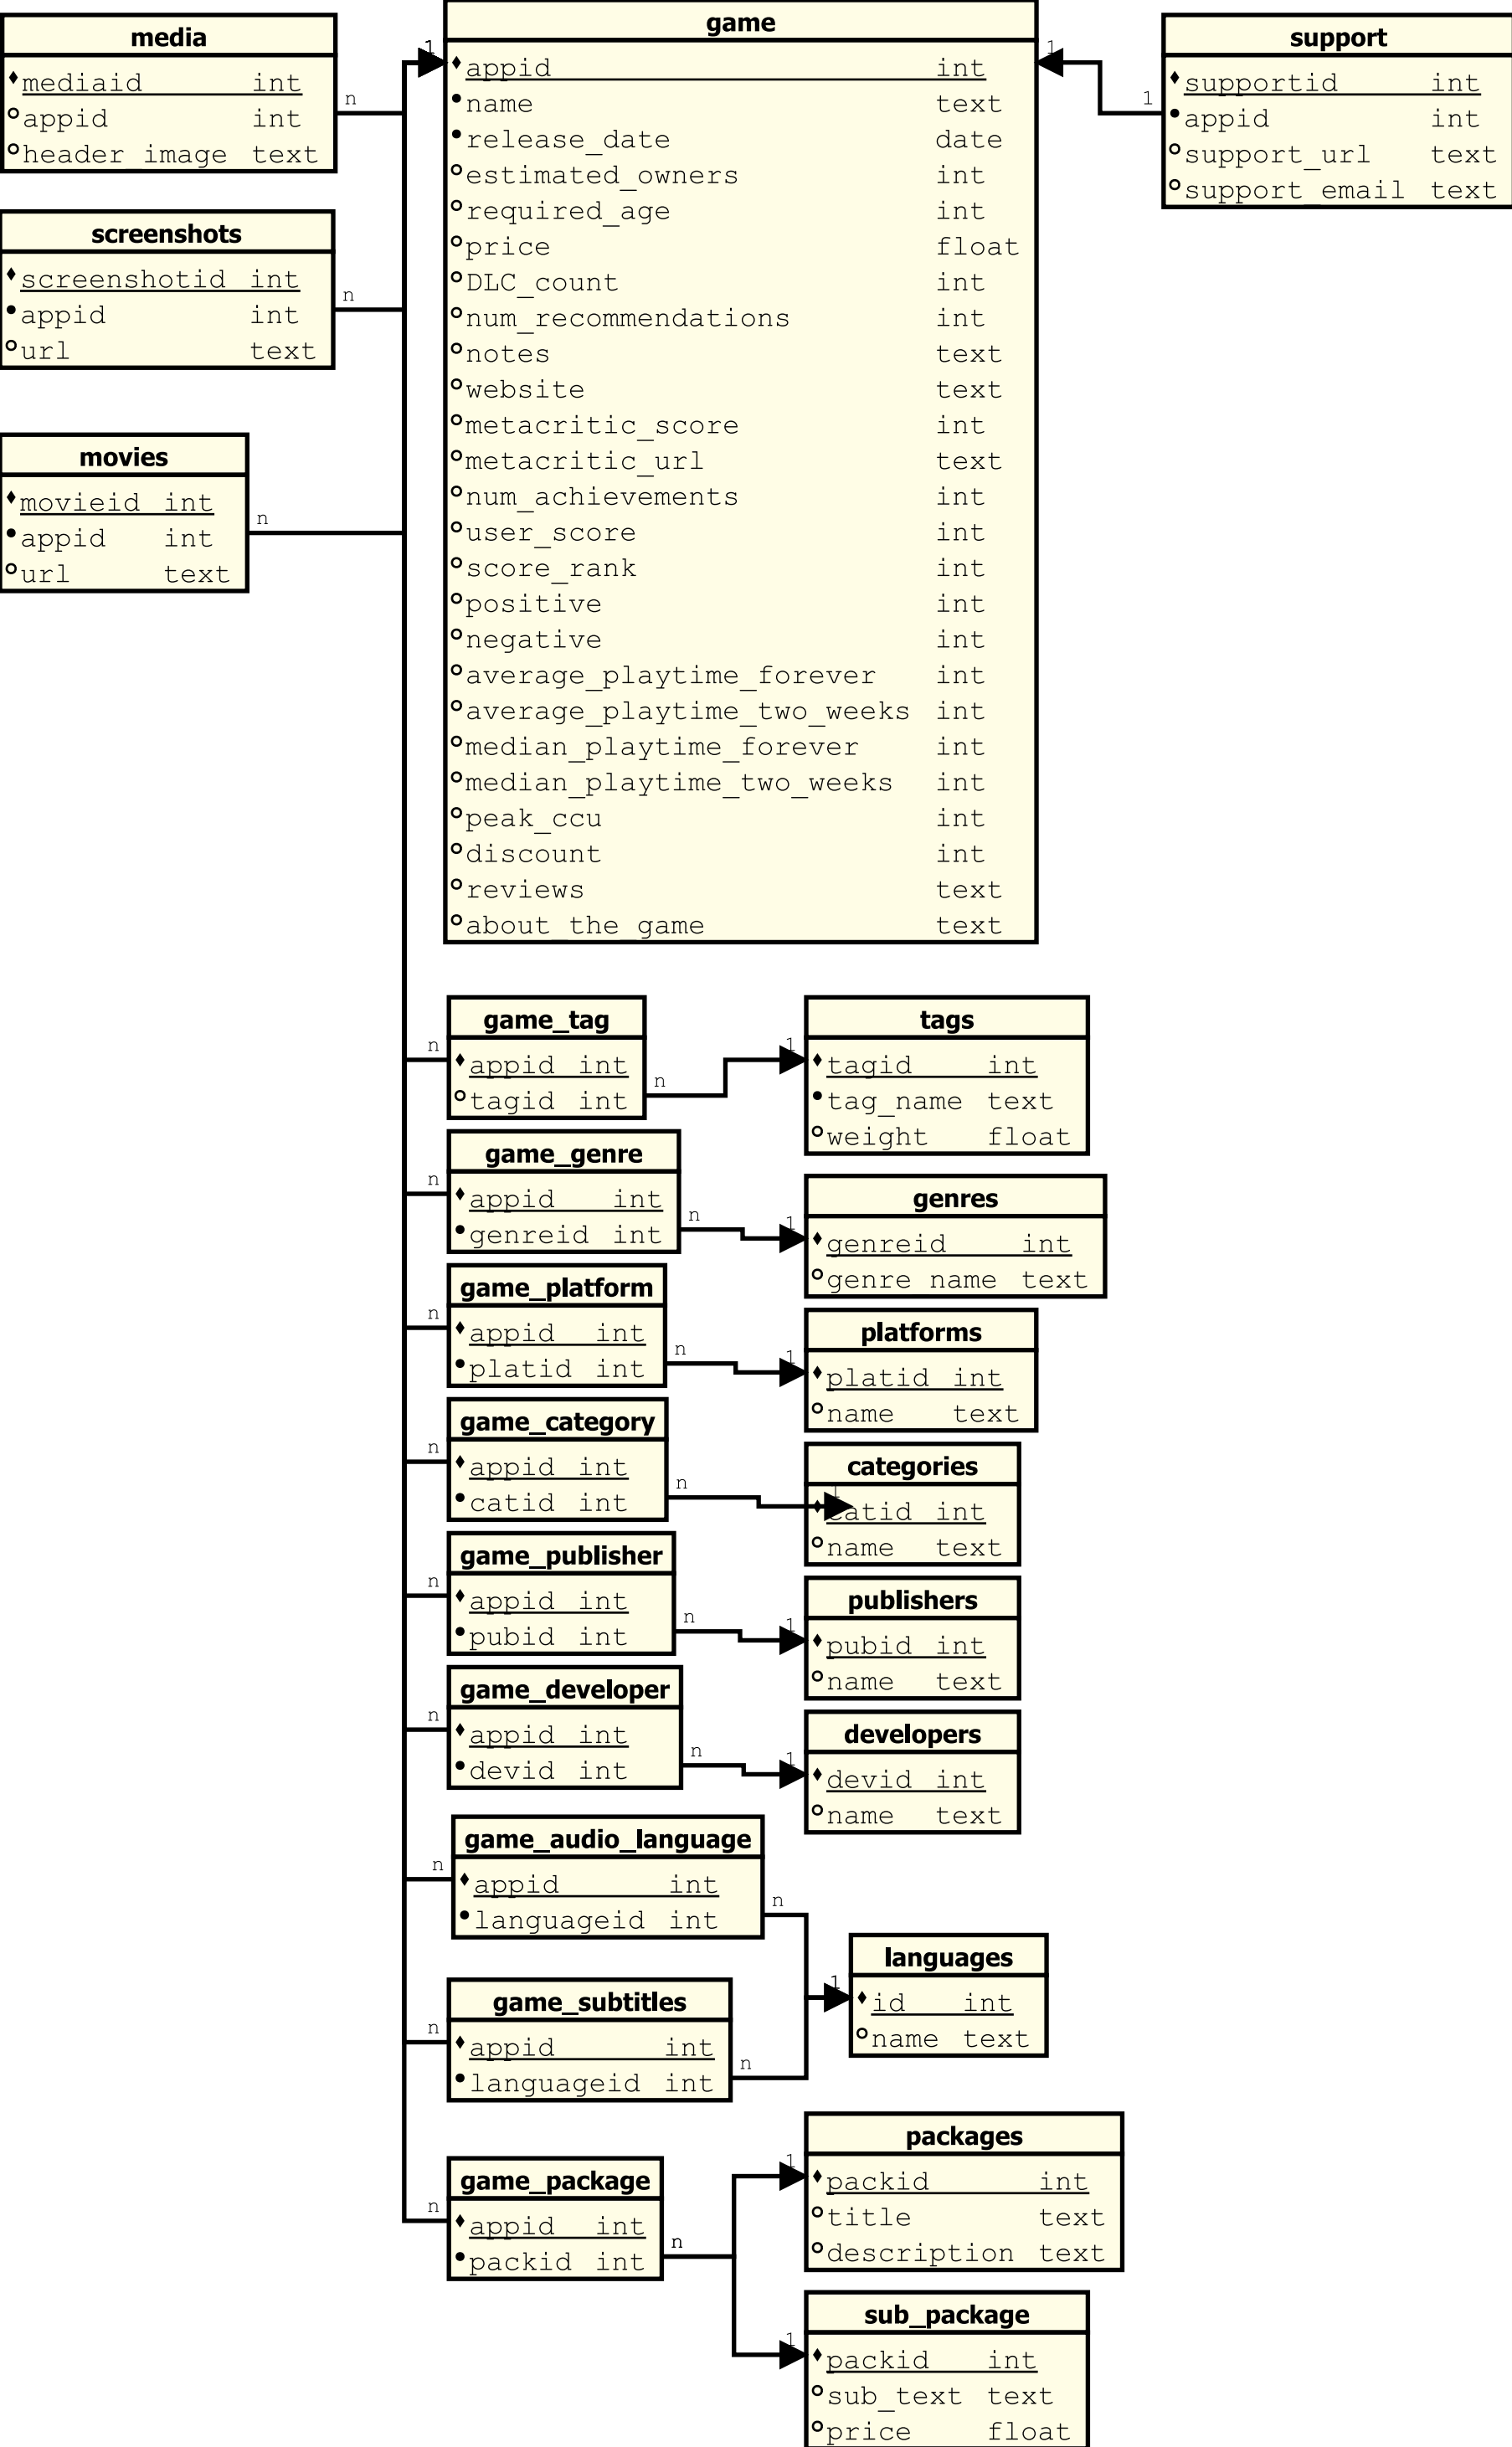 media
mediaid int
appid int
header_image text
n
screenshots
screenshotid int
appid int
url text
n
movies
movieid int
appid int
url text
n
game
1
1
appid int
name text
release_date date
estimated_owners int
required_age int
price float
DLC_count int
num_recommendations int
notes text
website text
metacritic_score int
metacritic_url text
num_achievements int
user_score int
score_rank int
positive int
negative int
average_playtime_forever int
average_playtime_two_weeks int
median_playtime_forever int
median_playtime_two_weeks int
peak_ccu int
discount int
reviews text
about_the_game text
support
supportid int
appid int
support_url text
support_email text
1
game_tag
n
appid int
tagid int
n
1
tags
tagid int
tag_name text
weight float
game_genre
n
appid int
genreid int
n
1
genres
genreid int
genre_name text
game_platform
n
appid int
platid int
n
1
platforms
platid int
name text
game_category
n
appid int
catid int
n
1
categories
catid int
name text
game_publisher
n
appid int
pubid int
n
1
publishers
pubid int
name text
game_developer
n
appid int
devid int
n
1
developers
devid int
name text
game_audio_language
n
appid int
languageid int
n
1
languages
id int
name text
game_subtitles
n
appid int
languageid int
n
game_package
n
appid int
packid int
n
1
packages
packid int
title text
description text
1
sub_package
packid int
sub_text text
price float